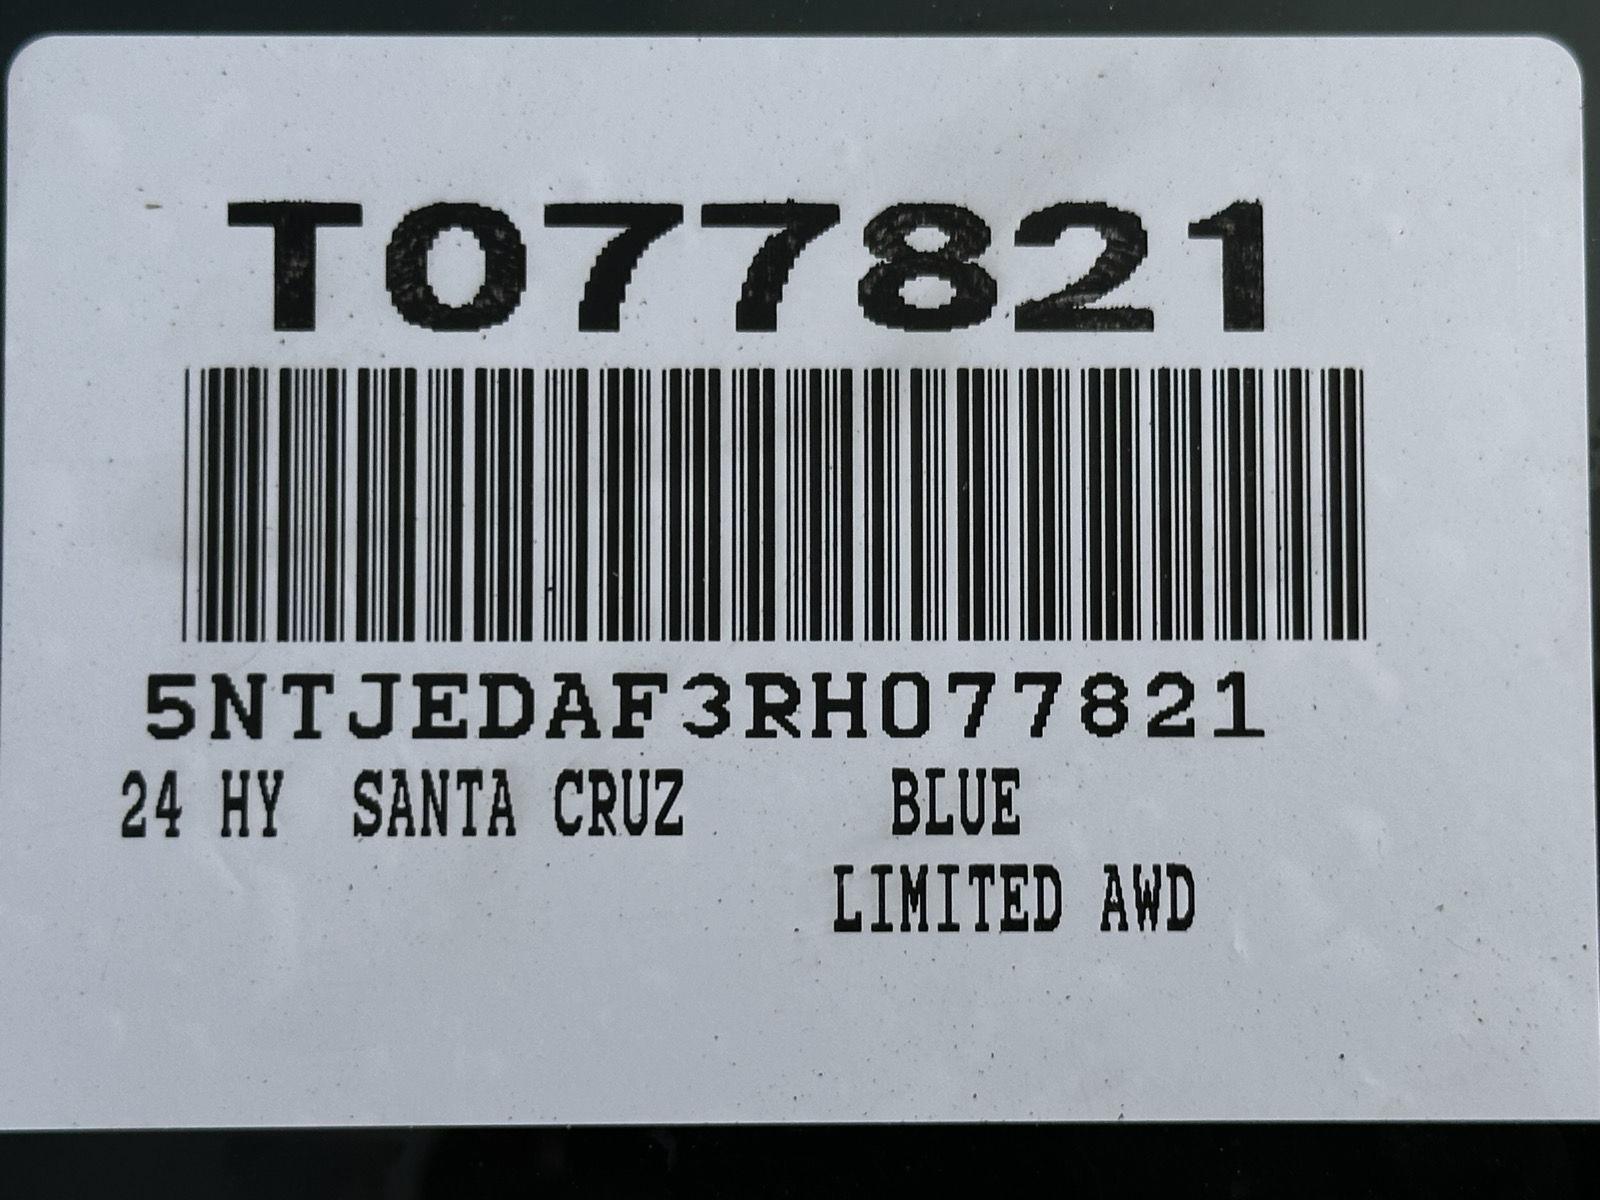 T077821
5NTJEDAF3RH077821
24 HY SANTA CRUZ BLUE
LIMITED AWD